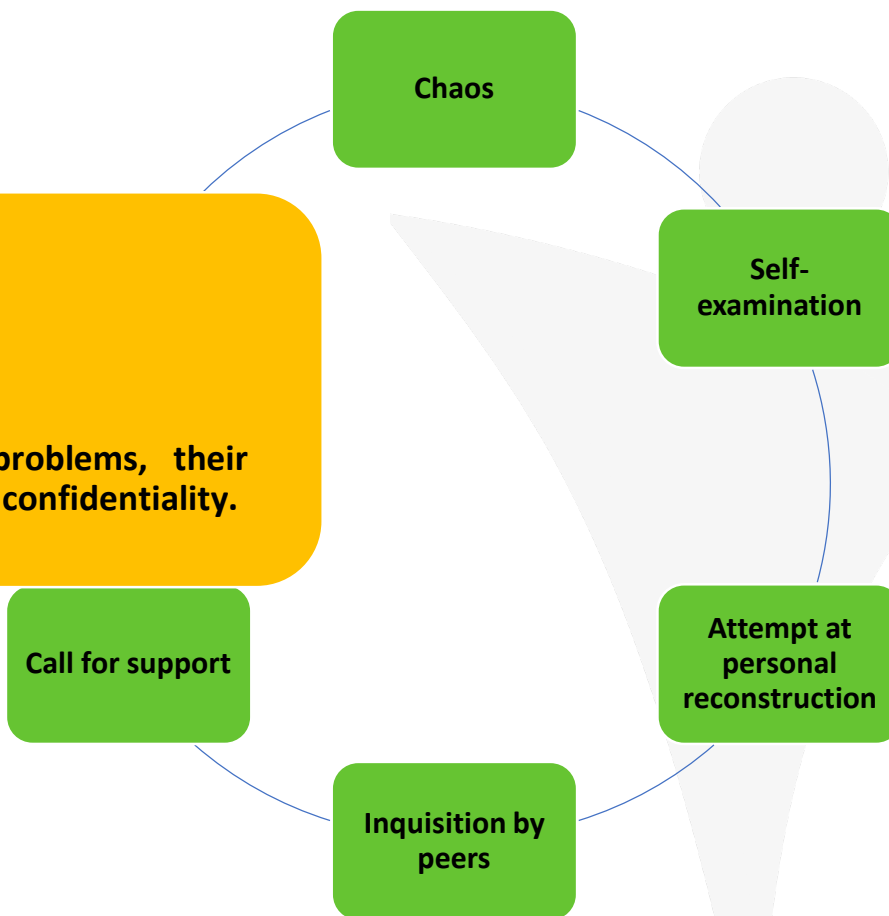 Chaos
Self-
examination
problems, their
confidentiality.
Call for support
Attempt at
personal
reconstruction
Inquisition by
peers